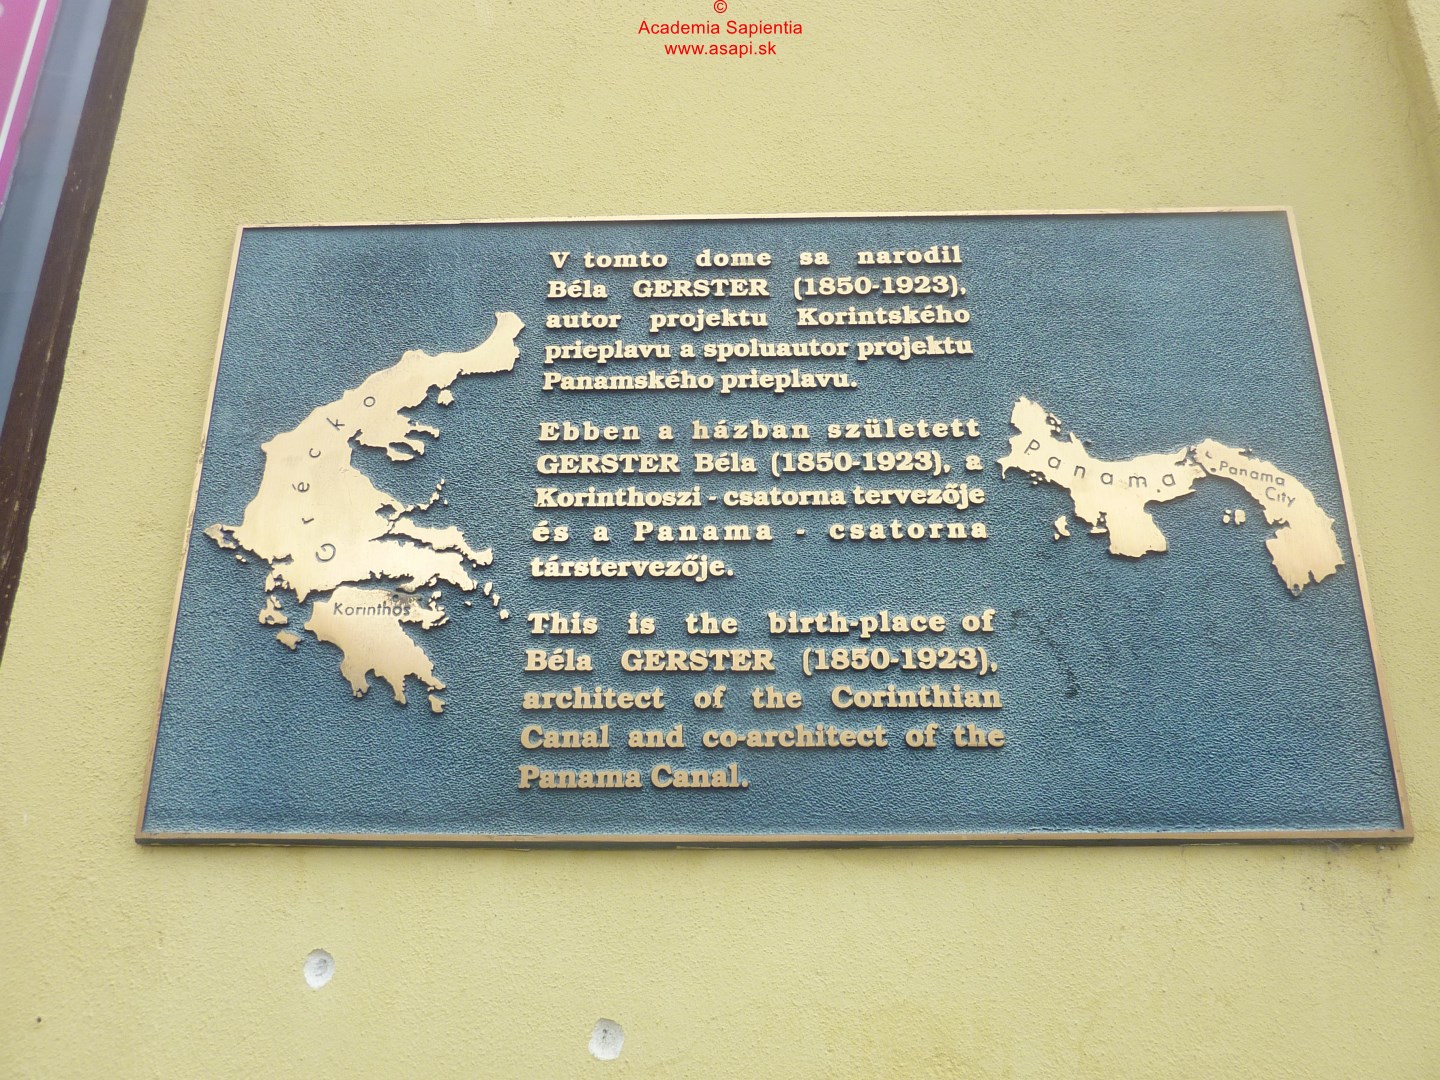 ©
Academia Sapientia
www.asapi.sk
V tomto dome sa narodil
Béla GERSTER (1850-1923),
autor projektu Korintského
prieplavu a spoluautor projektu
Panamského prieplavu.
Ebben a házban született
GERSTER Béla (1850-1923), a
Korinthoszi - csatorna tervezője
és a Panama - csatorna
társtervezője.
This is the birth-place of
Béla GERSTER (1850-1923),
architect of the Corinthian
Canal and co-architect of the
Panama Canal.
Grécko
Korinthos
Panama
Panama
City